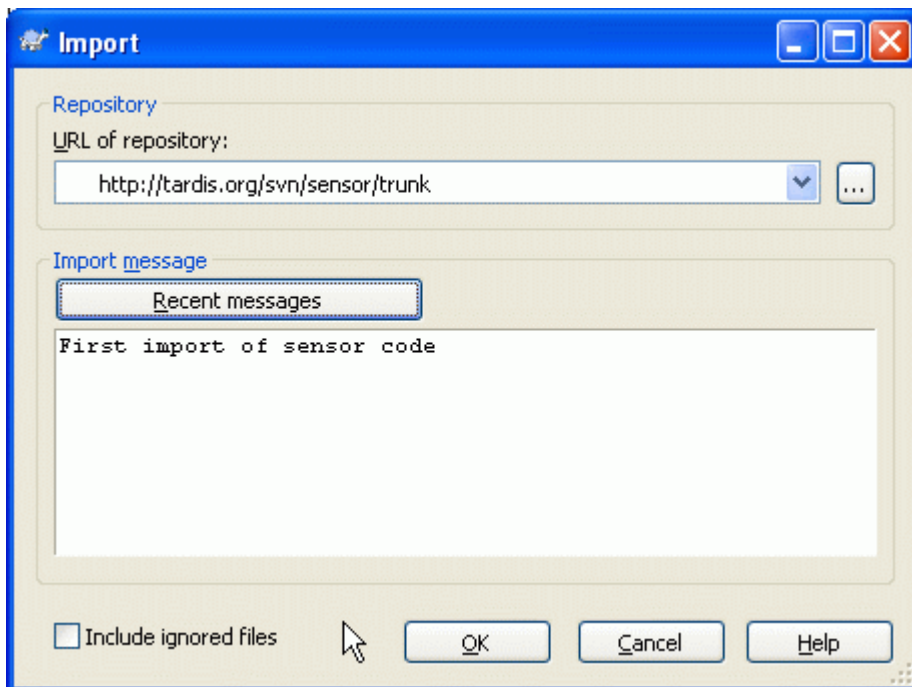 Import
Repository
URL of repository:
http://tardis.org/svn/sensor/trunk
...
Import message
Recent messages
First import of sensor code
Include ignored files
OK
Cancel
Help